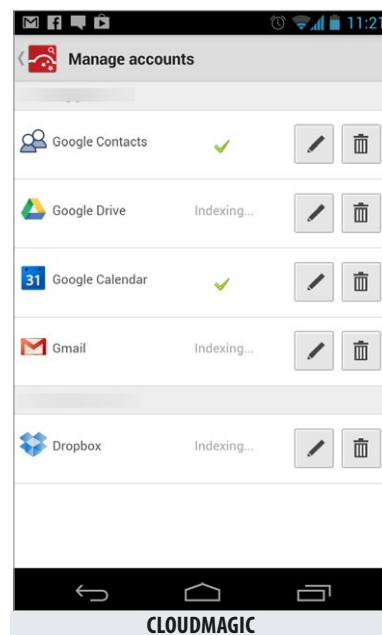 11:21
Manage accounts
Google Contacts
Google Drive Indexing...
31 Google Calendar
Gmail Indexing...
Dropbox Indexing...
CLOUDMAGIC